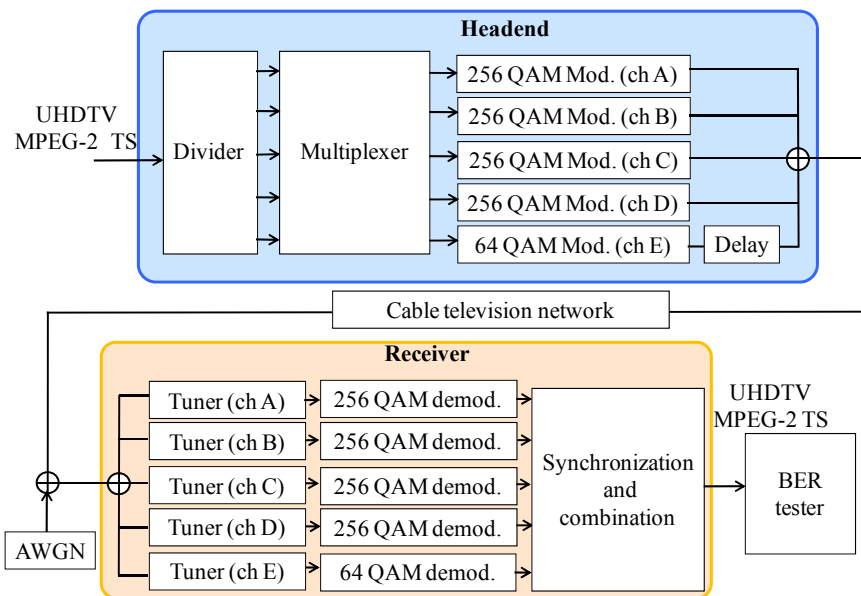 Headend
UHDTV
MPEG-2 TS
Divider
Multiplexer
256 QAM Mod. (ch A)
256 QAM Mod. (ch B)
256 QAM Mod. (ch C)
256 QAM Mod. (ch D)
64 QAM Mod. (ch E)
Delay
Cable television network
Receiver
Tuner (ch A)
256 QAM demod.
Tuner (ch B)
256 QAM demod.
Tuner (ch C)
256 QAM demod.
Tuner (ch D)
256 QAM demod.
Tuner (ch E)
64 QAM demod.
AWGN
Synchronization
and
combination
UHDTV
MPEG-2 TS
BER
tester